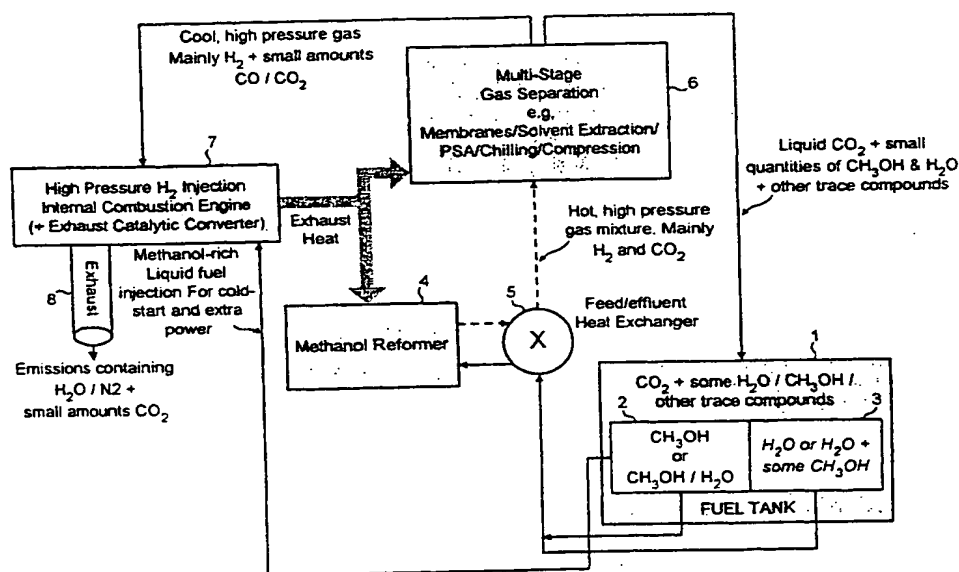 Cool, high pressure gas
Mainly H₂ + small amounts
CO / CO₂
Multi-Stage
Gas Separation
e.g,
Membranes/Solvent Extraction/
PSA/Chilling/Compression
6
7
High Pressure H₂ Injection
Internal Combustion Engine
(+ Exhaust Catalytic Converter)
Exhaust
Heat
Liquid CO₂ + small
quantities of CH₃OH & H₂O
+ other trace compounds
Hot, high pressure
gas mixture. Mainly
H₂ and CO₂
Exhaust
8
Methanol-rich
Liquid fuel
injection For cold-
start and extra
power
4
Methanol Reformer
5
X
Feed/effluent
Heat Exchanger
Emissions containing
H₂O / N2 +
small amounts CO₂
1
CO₂ + some H₂O / CH₃OH /
other trace compounds
2
3
CH₃OH
or
CH₃OH / H₂O
H₂O or H₂O +
some CH₃OH
FUEL TANK